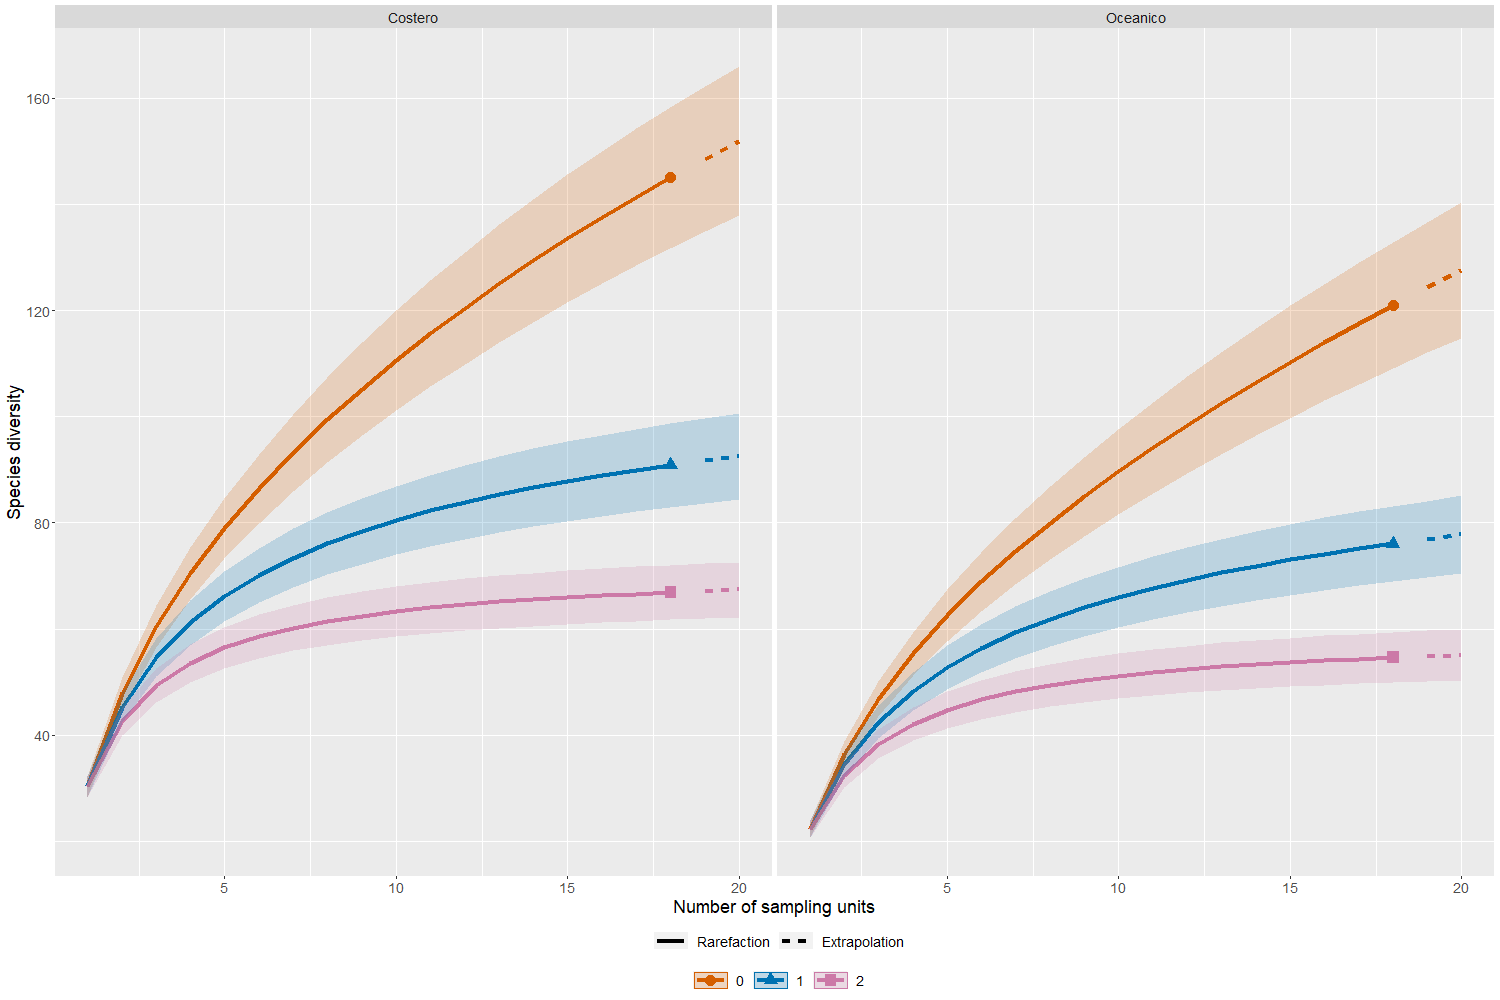 Costero
Oceanico
Species diversity
160
120
80
40
5 10 15 20
5 10 15 20
Number of sampling units
Rarefaction Extrapolation
0 1 2